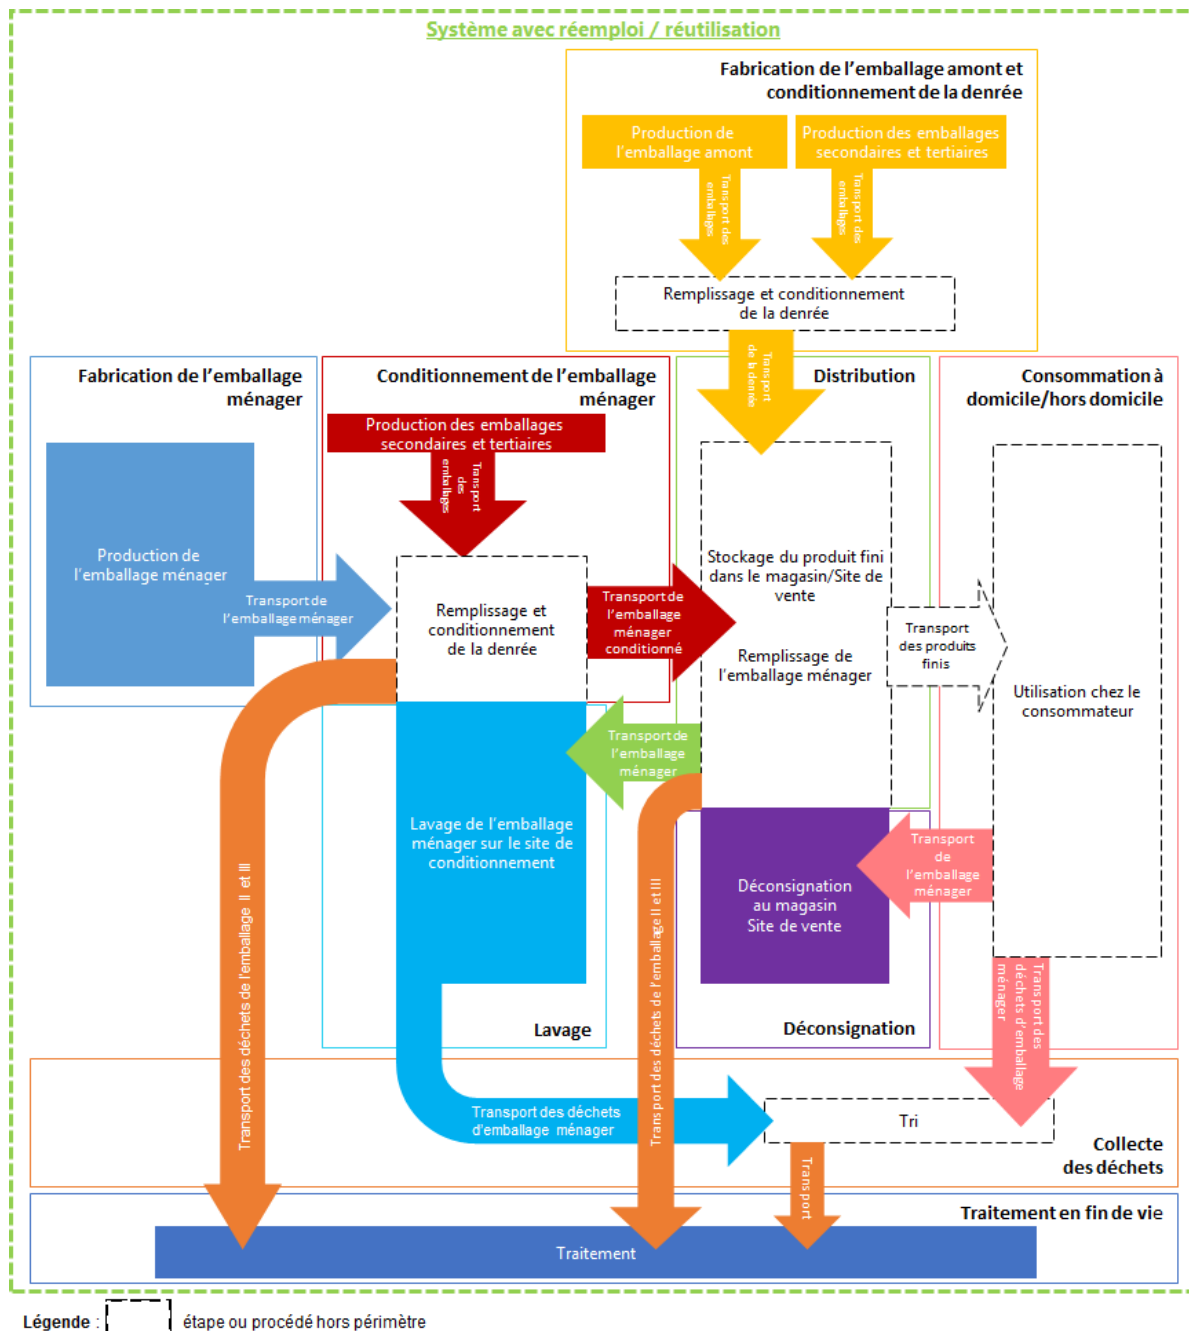 Système avec réemploi / réutilisation
Fabrication de l'emballage amont et
conditionnement de la denrée
Production de
l'emballage amont
Production des emballages
secondaires et tertiaires
Transport des
emballages
Transport des
emballages
Remplissage et conditionnement
de la denrée
Transport
de la denrée
Fabrication de l'emballage
ménager
Conditionnement de l'emballage
ménager
Distribution
Consommation à
domicile/hors domicile
Production des emballages
secondaires et tertiaires
Transport
des
emballages
Production de
l'emballage ménager
Transport de
l'emballage ménager
Remplissage et
conditionnement
de la denrée
Transport de
l'emballage
ménager
conditionné
Stockage du produit fini
dans le magasin/Site de
vente
Remplissage de
l'emballage ménager
Transport
des produits
finis
Utilisation chez le
consommateur
Transport de
l'emballage
ménager
Lavage de l'emballage
ménager sur le site de
conditionnement
Déconsignation
au magasin
Site de vente
Transport
de
l'emballage
ménager
Transport des déchets de l'emballage II et III
Transport des déchets de l'emballage II et III
Transport des
déchets d'emballage
ménager
Lavage
Déconsignation
Transport des déchets
d'emballage ménager
Tri
Collecte
des déchets
Transport
Traitement en fin de vie
Traitement
Légende :
étape ou procédé hors périmètre